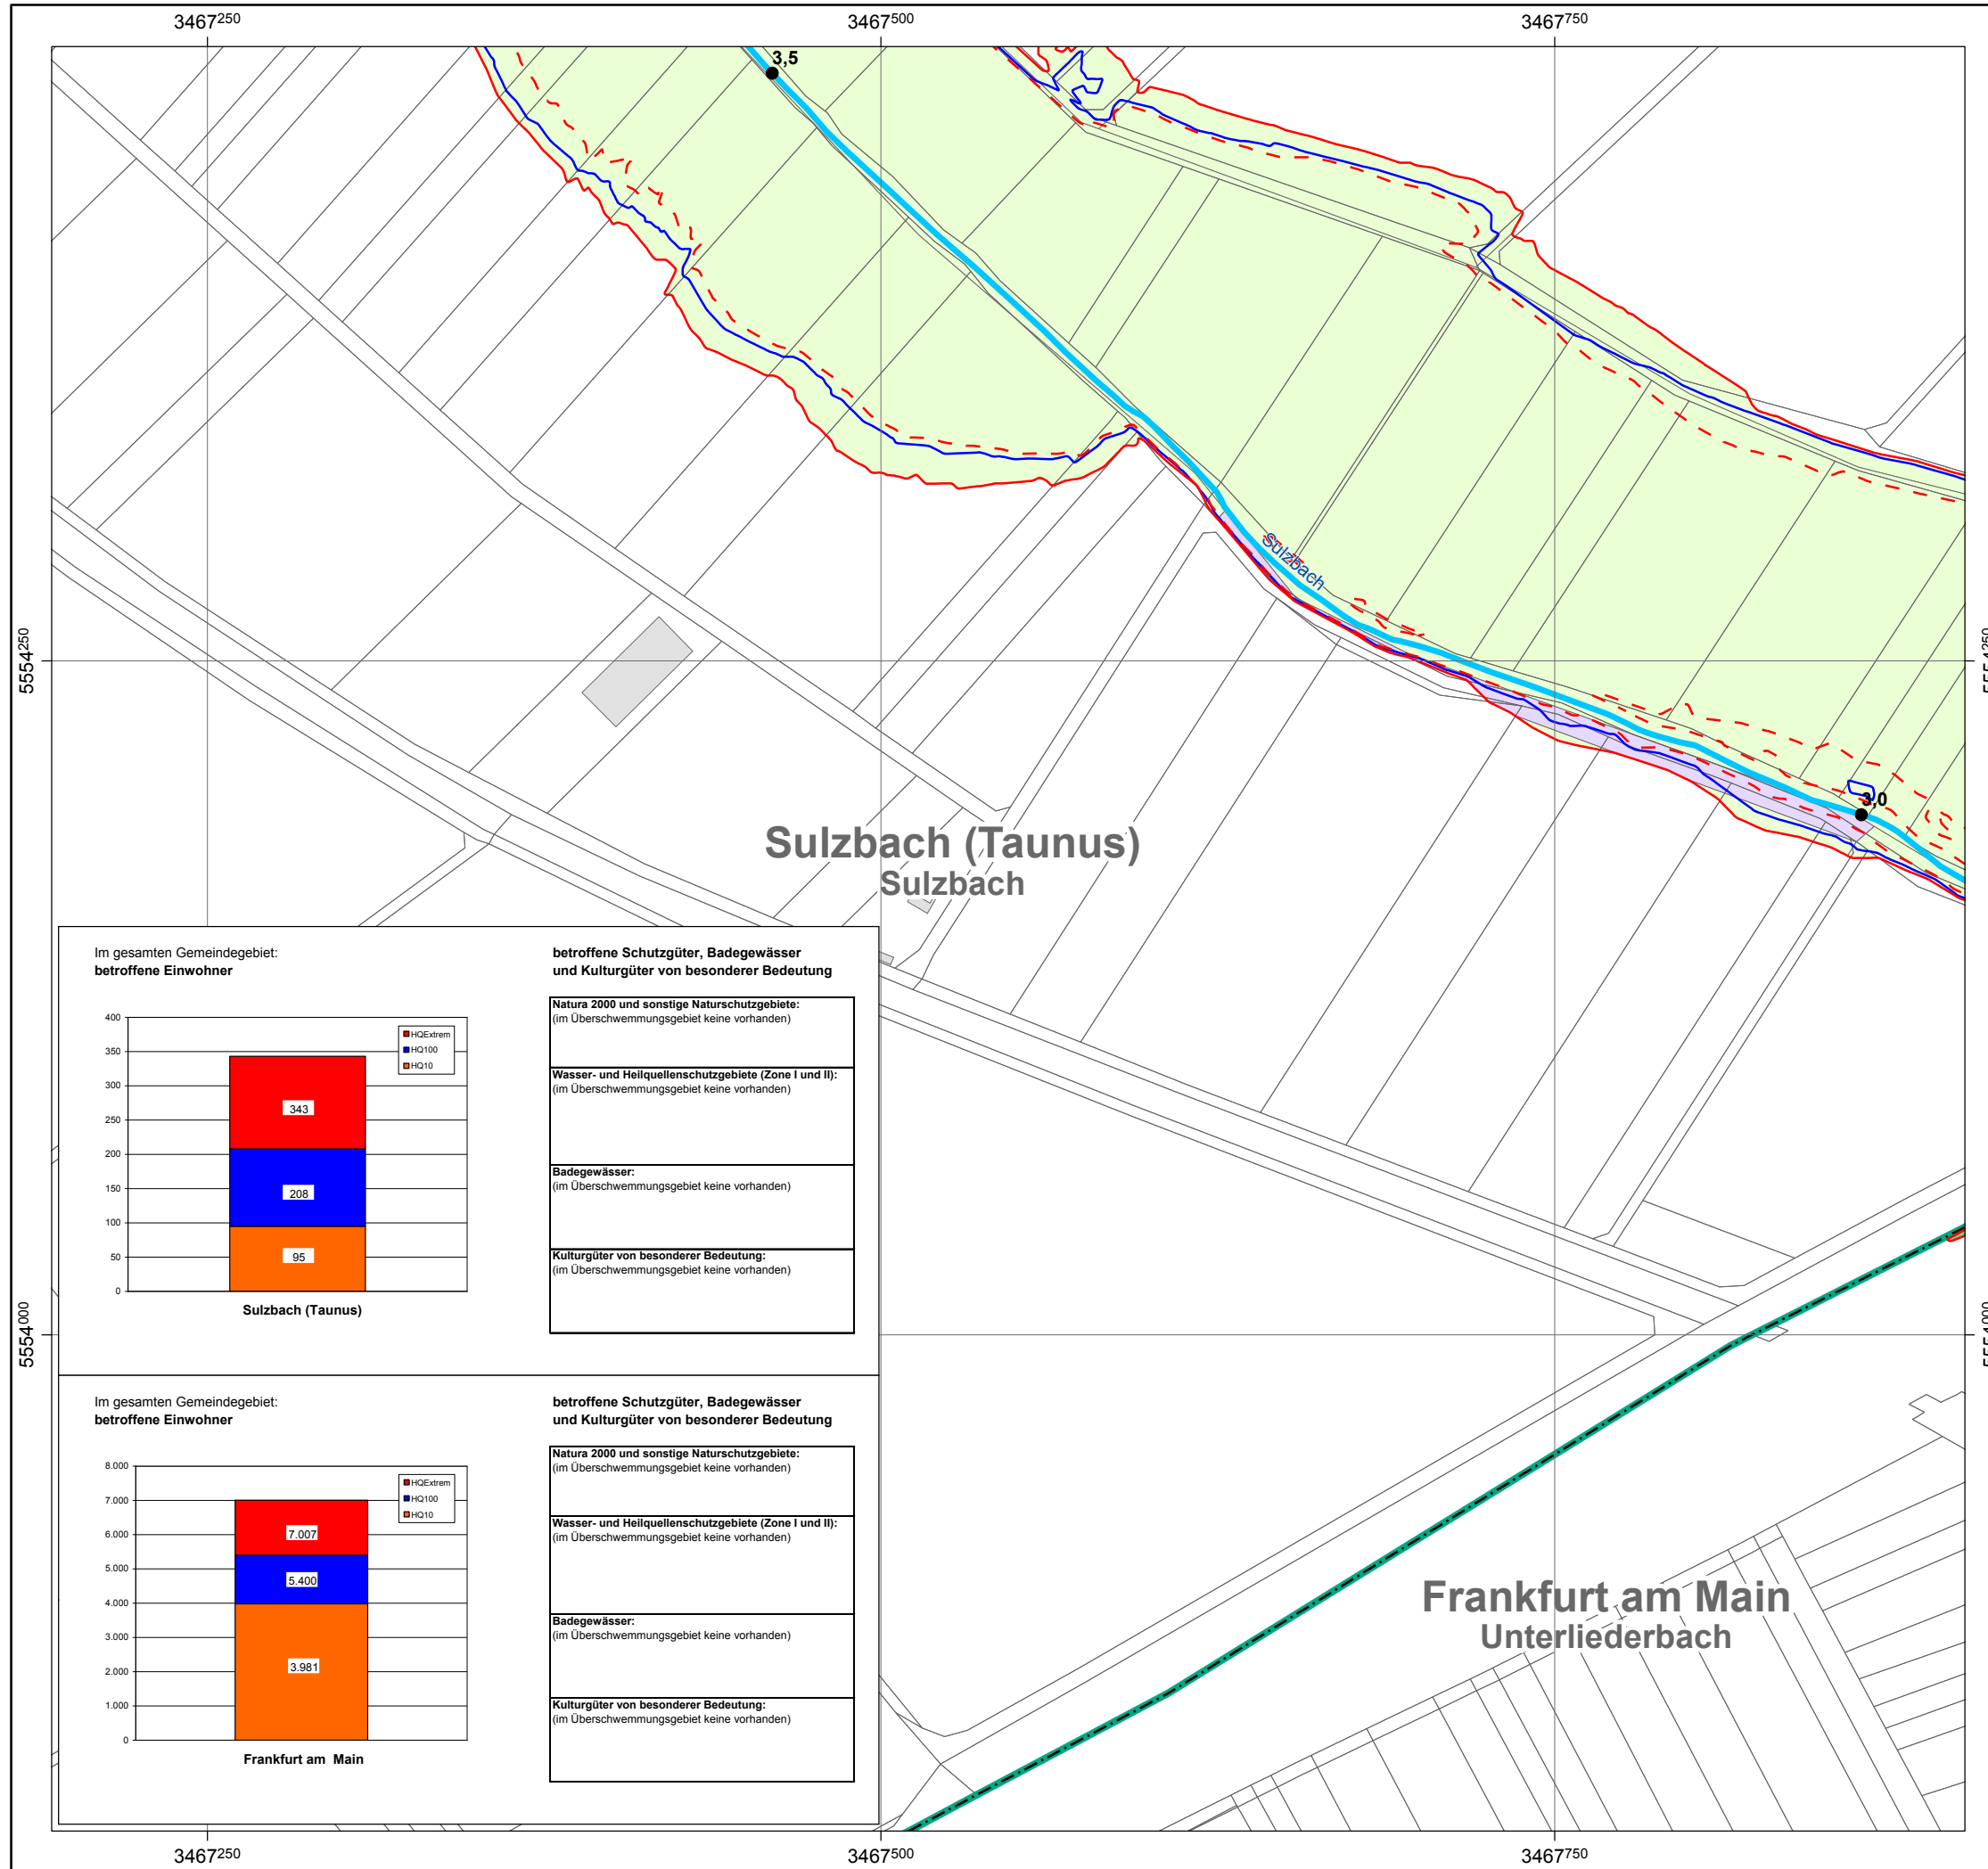 3467250
3467500
3467750
3,5
Sulzbach
5554250
5554250
3,0
Sulzbach (Taunus)
Sulzbach
Im gesamten Gemeindegebiet:
betroffene Einwohner
400
350
300
250
200
150
100
50
0
HQExtrem
HQ100
HQ10
343
208
95
Sulzbach (Taunus)
betroffene Schutzgüter, Badegewässer
und Kulturgüter von besonderer Bedeutung
Natura 2000 und sonstige Naturschutzgebiete:
(im Überschwemmungsgebiet keine vorhanden)
Wasser- und Heilquellenschutzgebiete (Zone I und II):
(im Überschwemmungsgebiet keine vorhanden)
Badegewässer:
(im Überschwemmungsgebiet keine vorhanden)
Kulturgüter von besonderer Bedeutung:
(im Überschwemmungsgebiet keine vorhanden)
5554000
5554000
Im gesamten Gemeindegebiet:
betroffene Einwohner
8.000
7.000
6.000
5.000
4.000
3.000
2.000
1.000
0
HQExtrem
HQ100
HQ10
7.007
5.400
3.981
Frankfurt am  Main
betroffene Schutzgüter, Badegewässer
und Kulturgüter von besonderer Bedeutung
Natura 2000 und sonstige Naturschutzgebiete:
(im Überschwemmungsgebiet keine vorhanden)
Wasser- und Heilquellenschutzgebiete (Zone I und II):
(im Überschwemmungsgebiet keine vorhanden)
Badegewässer:
(im Überschwemmungsgebiet keine vorhanden)
Kulturgüter von besonderer Bedeutung:
(im Überschwemmungsgebiet keine vorhanden)
Frankfurt am Main
Unterliederbach
3467250
3467500
3467750